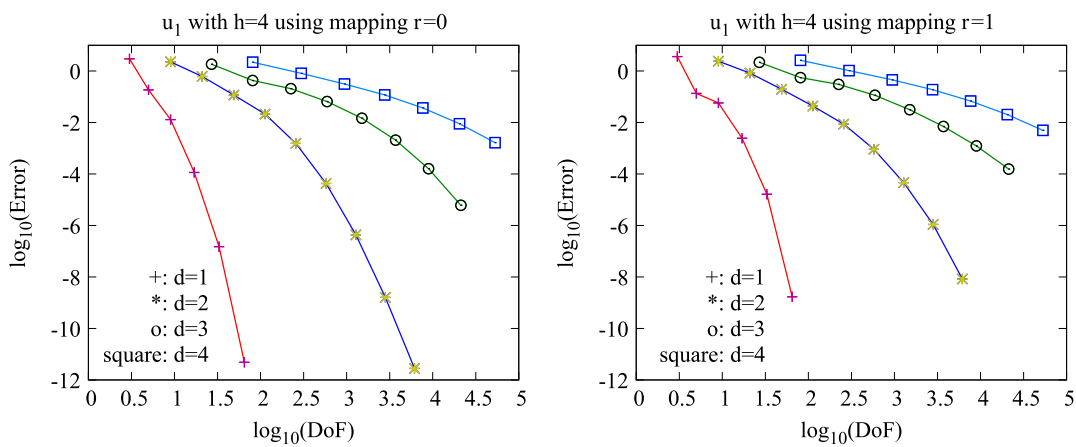 u1 with h=4 using mapping r=0
log10(Error)
0
-2
-4
-6
-8
-10
-12
+: d=1
*: d=2
o: d=3
square: d=4
0 0.5 1 1.5 2 2.5 3 3.5 4 4.5 5
log10(DoF)
u1 with h=4 using mapping r=1
log10(Error)
0
-2
-4
-6
-8
-10
-12
+: d=1
*: d=2
o: d=3
square: d=4
0 0.5 1 1.5 2 2.5 3 3.5 4 4.5 5
log10(DoF)